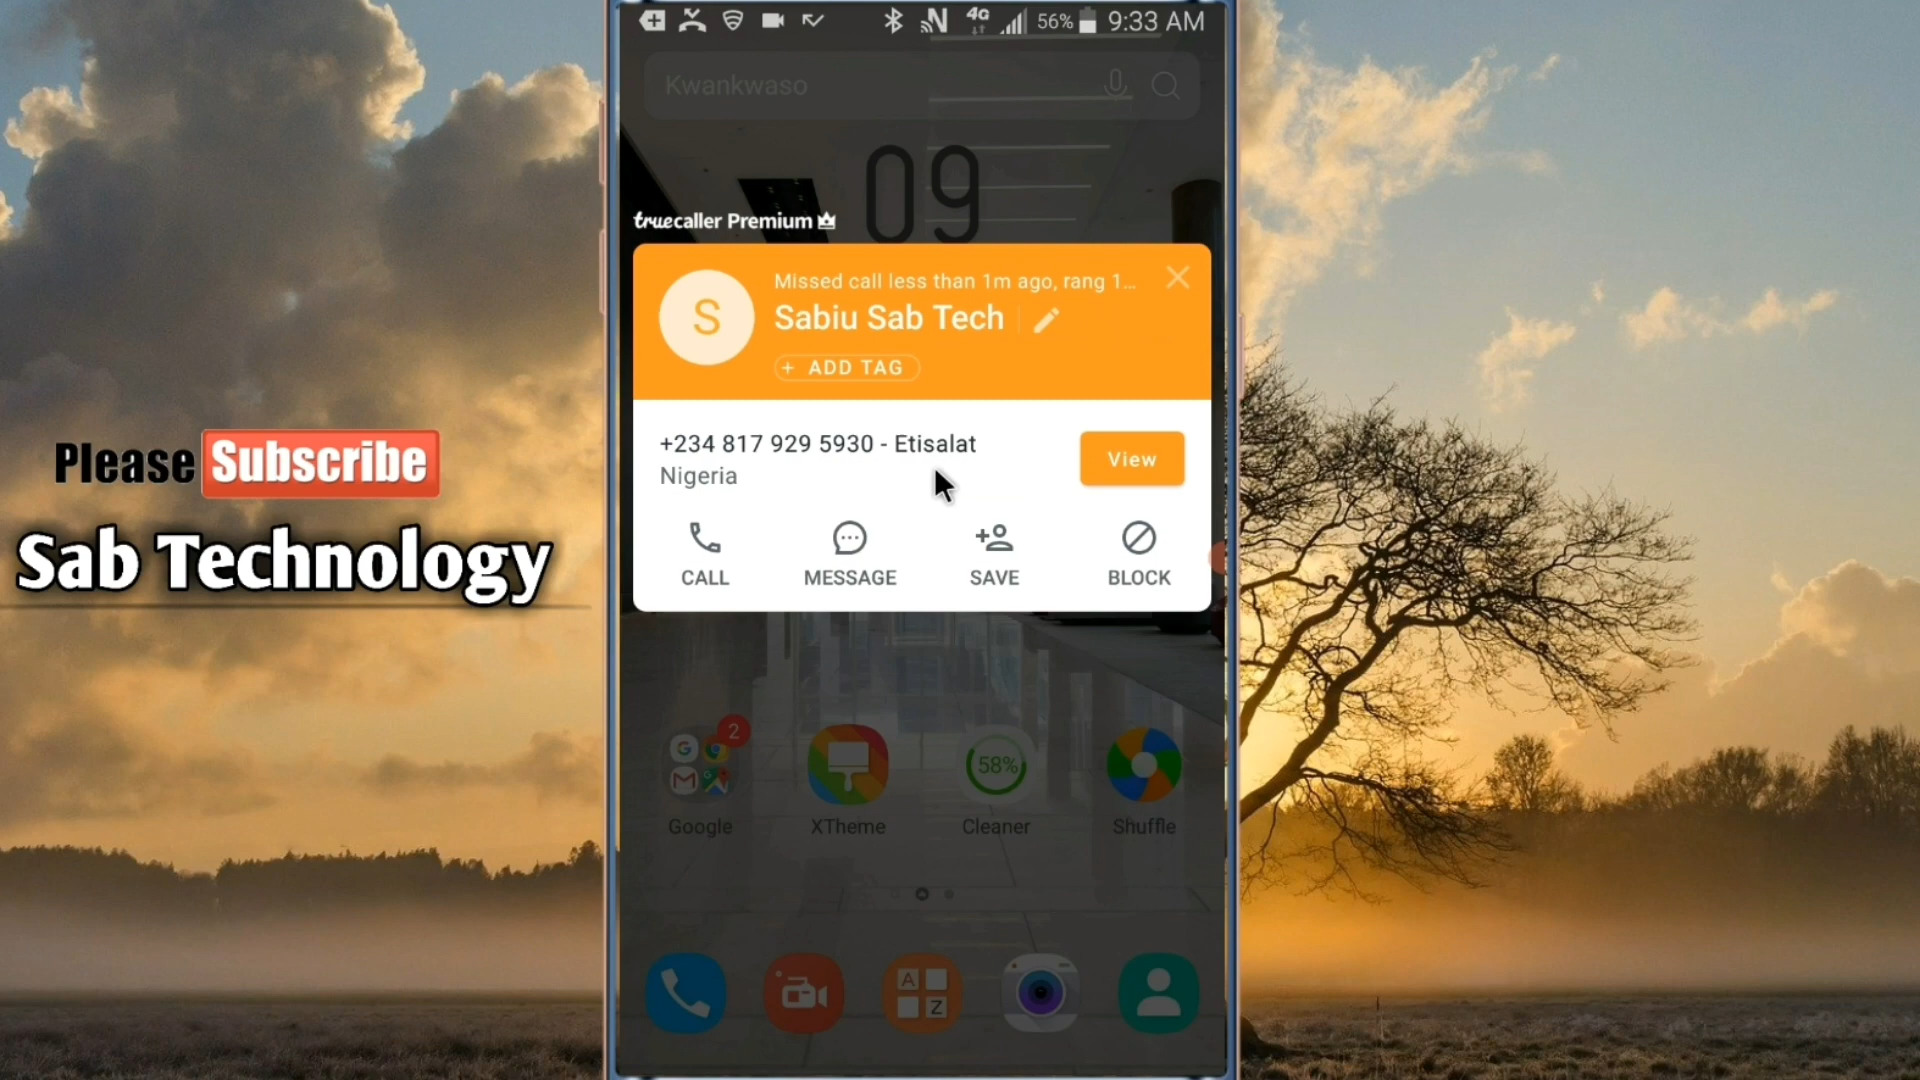 4G
56%
9:33 AM
Kwankwaso
09
truecaller Premium
Missed call less than 1m ago, rang 1...
S
Sabiu Sab Tech
+ ADD TAG
+234 817 929 5930 - Etisalat
Nigeria
View
CALL
MESSAGE
SAVE
BLOCK
Please Subscribe
Sab Technology
2
G
58%
Google
XTheme
Cleaner
Shuffle
A
Z